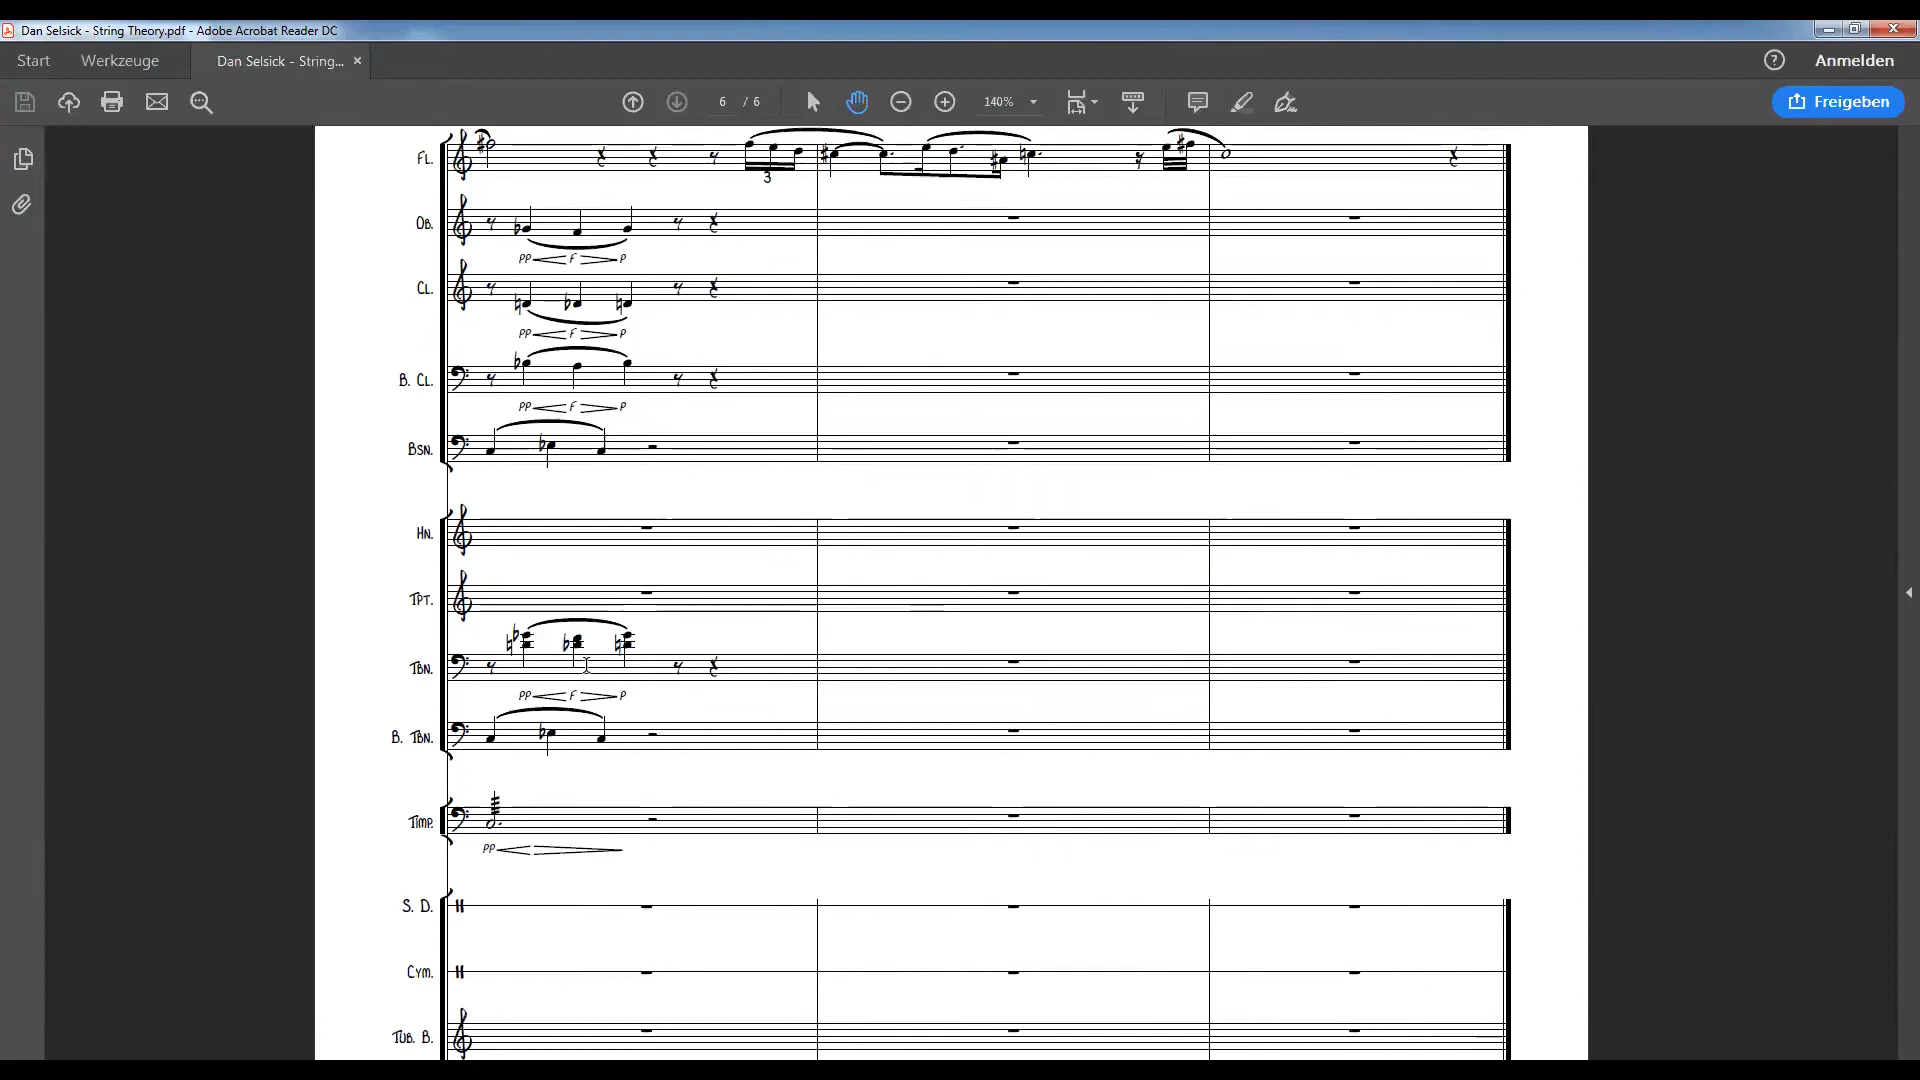 Dan Selsick - String Theory.pdf - Adobe Acrobat Reader DC
Start Werkzeuge Dan Selsick - String... × ? Anmelden
6 / 6 140% Freigeben
FL.
3
OB.
PP F P
CL.
PP F P
B. CL.
PP F P
BSN.
HN.
TPT.
TBN.
PP F P
B. TBN.
TIMP.
PP
S. D.
CYM.
TUB. B.